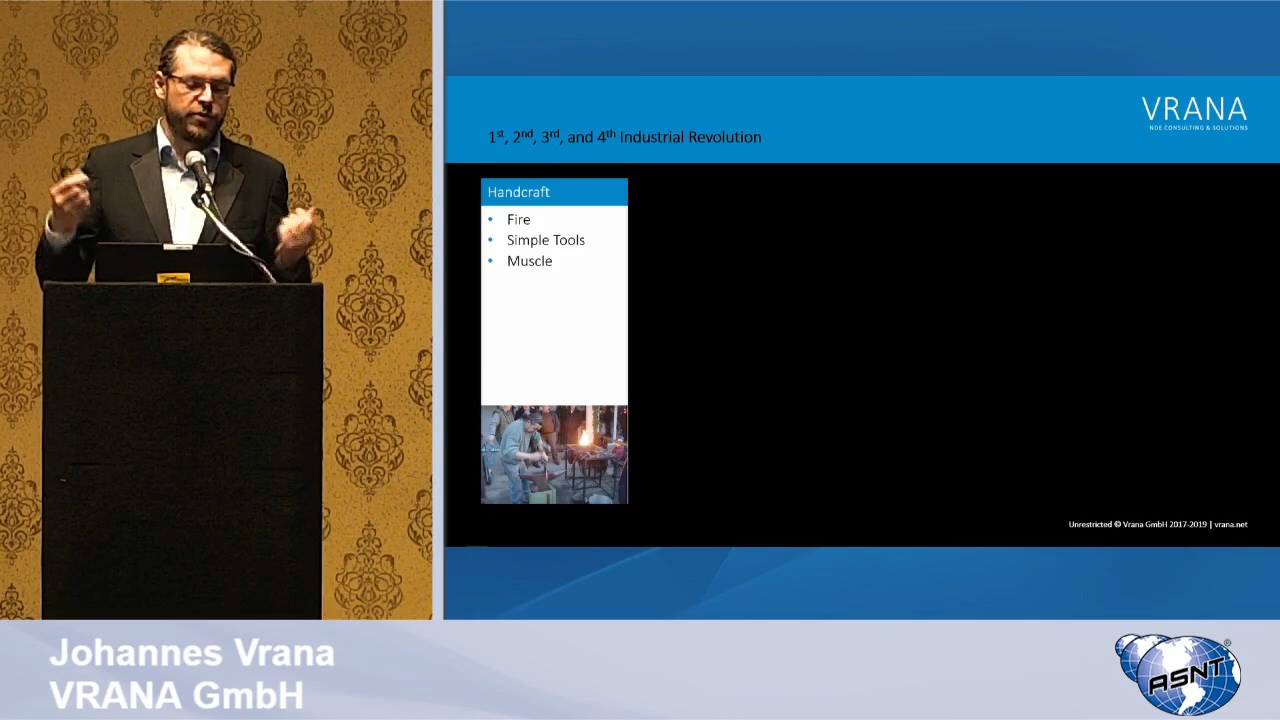 VRANA
NDE CONSULTING & SOLUTIONS
1st, 2nd, 3rd, and 4th Industrial Revolution
Handcraft
• Fire
• Simple Tools
• Muscle
Unrestricted © Vrana GmbH 2017-2019 | vrana.net
Johannes Vrana
VRANA GmbH
ASNT